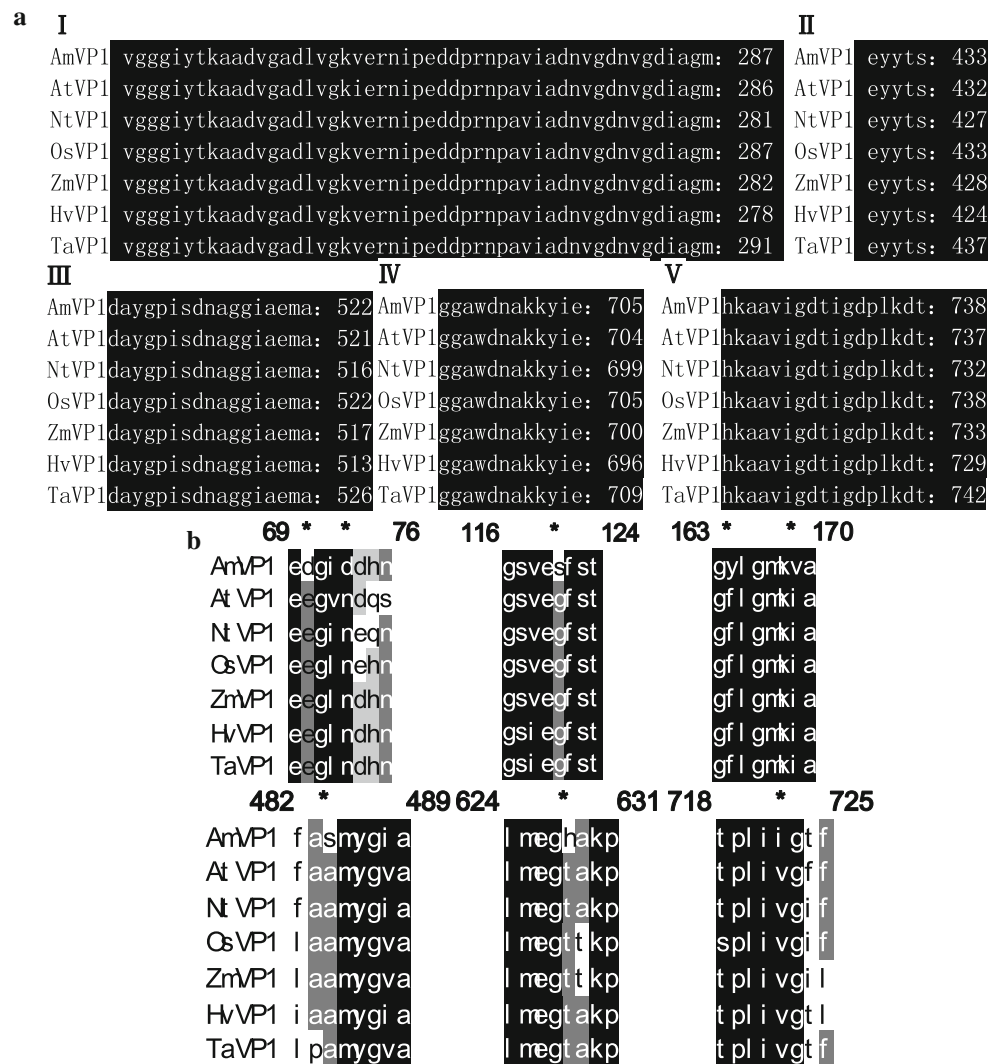 a
I II
AmVP1 vgggiytkaadvgadlvgkvernipeddprnpaviadnvgdnvgdiagm: 287 AmVP1 eyyts: 433
AtVP1 vgggiytkaadvgadlvgkiernipeddprnpaviadnvgdnvgdiagm: 286 AtVP1 eyyts: 432
NtVP1 vgggiytkaadvgadlvgkvernipeddprnpaviadnvgdnvgdiagm: 281 NtVP1 eyyts: 427
OsVP1 vgggiytkaadvgadlvgkvernipeddprnpaviadnvgdnvgdiagm: 287 OsVP1 eyyts: 433
ZmVP1 vgggiytkaadvgadlvgkvernipeddprnpaviadnvgdnvgdiagm: 282 ZmVP1 eyyts: 428
HvVP1 vgggiytkaadvgadlvgkvernipeddprnpaviadnvgdnvgdiagm: 278 HvVP1 eyyts: 424
TaVP1 vgggiytkaadvgadlvgkvernipeddprnpaviadnvgdnvgdiagm: 291 TaVP1 eyyts: 437
III IV V
AmVP1 daygpisdnaggiaema: 522 AmVP1 ggawdnakkyie: 705 AmVP1 hkaavigdtigdplkdt: 738
AtVP1 daygpisdnaggiaema: 521 AtVP1 ggawdnakkyie: 704 AtVP1 hkaavigdtigdplkdt: 737
NtVP1 daygpisdnaggiaema: 516 NtVP1 ggawdnakkyie: 699 NtVP1 hkaavigdtigdplkdt: 732
OsVP1 daygpisdnaggiaema: 522 OsVP1 ggawdnakkyie: 705 OsVP1 hkaavigdtigdplkdt: 738
ZmVP1 daygpisdnaggiaema: 517 ZmVP1 ggawdnakkyie: 700 ZmVP1 hkaavigdtigdplkdt: 733
HvVP1 daygpisdnaggiaema: 513 HvVP1 ggawdnakkyie: 696 HvVP1 hkaavigdtigdplkdt: 729
TaVP1 daygpisdnaggiaema: 526 TaVP1 ggawdnakkyie: 709 TaVP1 hkaavigdtigdplkdt: 742
b
69 * * 76 116 * 124 163 * * 170
AmVP1 edgiddhn gsvesfst gylgmkva
AtVP1 eegvndqs gsvegfst gflgmkia
NtVP1 eegineqn gsvegfst gflgmkia
OsVP1 eeglnehn gsvegfst gflgmkia
ZmVP1 eeglndhn gsvegfst gflgmkia
HvVP1 eeglndhn gsiegfst gflgmkia
TaVP1 eeglndhn gsiegfst gflgmkia
482 * 489 624 * 631 718 * 725
AmVP1 fasmygia lmeghakp tpliigtf
AtVP1 faamygva lmegtakp tplivgff
NtVP1 faamygia lmegtakp tplivgif
OsVP1 laamygva lmegttkp splivgif
ZmVP1 laamygva lmegttkp tplivgil
HvVP1 iaamygia lmegtakp tplivgtl
TaVP1 lpamygva lmegtakp tplivgtf